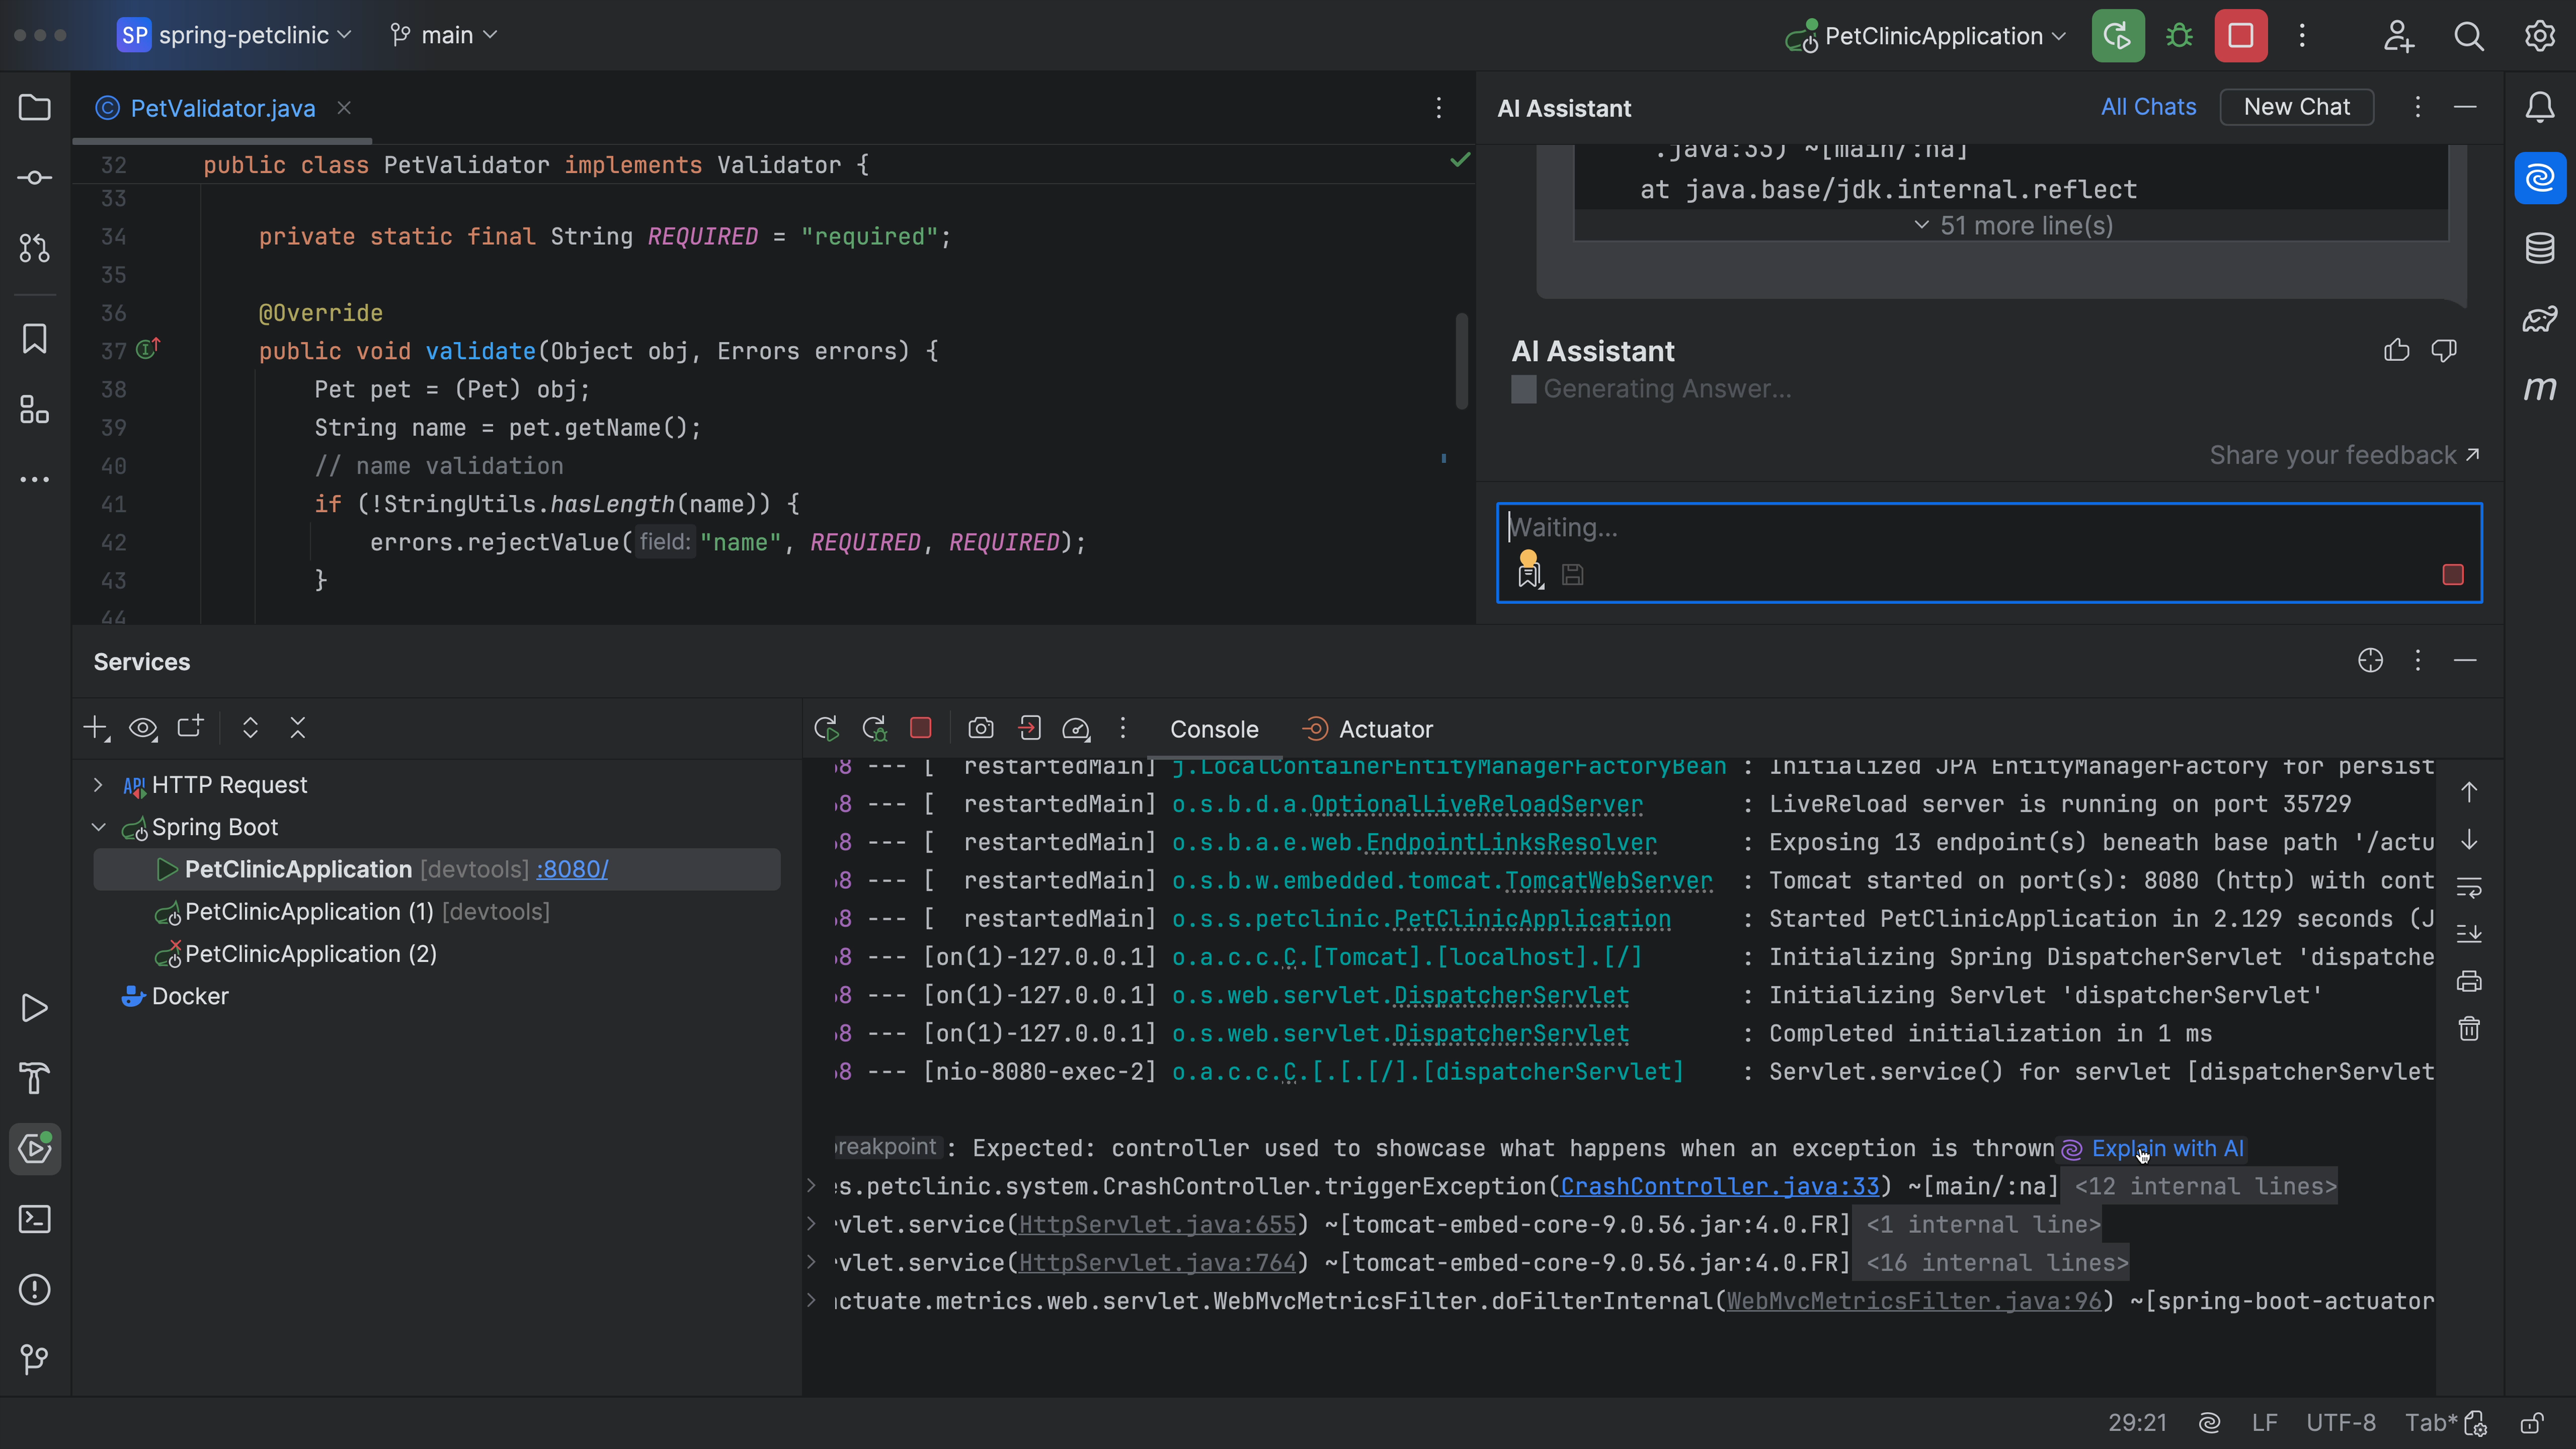 SP spring-petclinic main PetClinicApplication
PetValidator.java
AI Assistant All Chats New Chat
32 public class PetValidator implements Validator {
33
34 private static final String REQUIRED = "required";
35
36 @Override
37 public void validate(Object obj, Errors errors) {
38 Pet pet = (Pet) obj;
39 String name = pet.getName();
40 // name validation
41 if (!StringUtils.hasLength(name)) {
42 errors.rejectValue( field: "name", REQUIRED, REQUIRED);
43 }
44
.java:33) ~[main/:na]
at java.base/jdk.internal.reflect
51 more line(s)
AI Assistant
Generating Answer...
Share your feedback
Waiting...
m
Services
API HTTP Request
Spring Boot
PetClinicApplication [devtools] :8080/
PetClinicApplication (1) [devtools]
PetClinicApplication (2)
Docker
Console Actuator
8 --- [ restartedMain] j.LocalContainerEntityManagerFactoryBean : Initialized JPA EntityManagerFactory for persist
8 --- [ restartedMain] o.s.b.d.a.OptionalLiveReloadServer : LiveReload server is running on port 35729
8 --- [ restartedMain] o.s.b.a.e.web.EndpointLinksResolver : Exposing 13 endpoint(s) beneath base path '/actu
8 --- [ restartedMain] o.s.b.w.embedded.tomcat.TomcatWebServer : Tomcat started on port(s): 8080 (http) with cont
8 --- [ restartedMain] o.s.s.petclinic.PetClinicApplication : Started PetClinicApplication in 2.129 seconds (J
8 --- [on(1)-127.0.0.1] o.a.c.c.C.[Tomcat].[localhost].[/] : Initializing Spring DispatcherServlet 'dispatche
8 --- [on(1)-127.0.0.1] o.s.web.servlet.DispatcherServlet : Initializing Servlet 'dispatcherServlet'
8 --- [on(1)-127.0.0.1] o.s.web.servlet.DispatcherServlet : Completed initialization in 1 ms
8 --- [nio-8080-exec-2] o.a.c.c.C.[.[.[/].[dispatcherServlet] : Servlet.service() for servlet [dispatcherServlet
reakpoint : Expected: controller used to showcase what happens when an exception is thrown Explain with AI
s.petclinic.system.CrashController.triggerException(CrashController.java:33) ~[main/:na] <12 internal lines>
vlet.service(HttpServlet.java:655) ~[tomcat-embed-core-9.0.56.jar:4.0.FR] <1 internal line>
vlet.service(HttpServlet.java:764) ~[tomcat-embed-core-9.0.56.jar:4.0.FR] <16 internal lines>
actuate.metrics.web.servlet.WebMvcMetricsFilter.doFilterInternal(WebMvcMetricsFilter.java:96) ~[spring-boot-actuator
29:21 LF UTF-8 Tab*